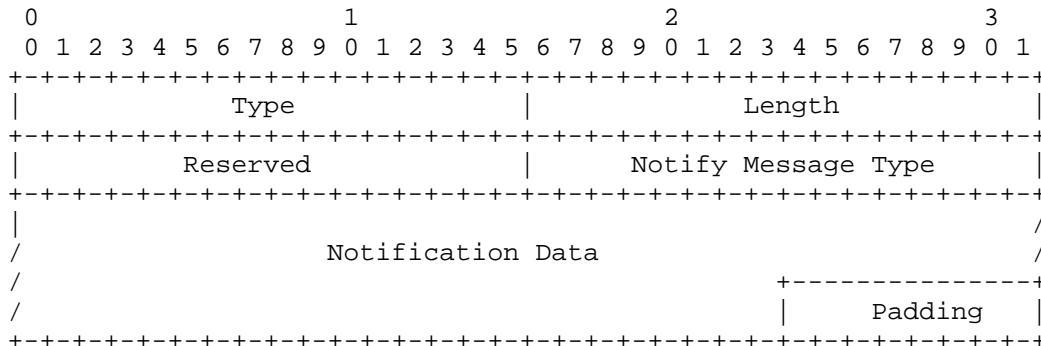 0                   1                   2                   3
 0 1 2 3 4 5 6 7 8 9 0 1 2 3 4 5 6 7 8 9 0 1 2 3 4 5 6 7 8 9 0 1
+-+-+-+-+-+-+-+-+-+-+-+-+-+-+-+-+-+-+-+-+-+-+-+-+-+-+-+-+-+-+-+-+
|             Type              |             Length            |
+-+-+-+-+-+-+-+-+-+-+-+-+-+-+-+-+-+-+-+-+-+-+-+-+-+-+-+-+-+-+-+-+
|          Reserved             |      Notify Message Type      |
+-+-+-+-+-+-+-+-+-+-+-+-+-+-+-+-+-+-+-+-+-+-+-+-+-+-+-+-+-+-+-+-+
|                                                               /
/                   Notification Data                           /
/                                               +---------------+
/                                               |     Padding   |
+-+-+-+-+-+-+-+-+-+-+-+-+-+-+-+-+-+-+-+-+-+-+-+-+-+-+-+-+-+-+-+-+